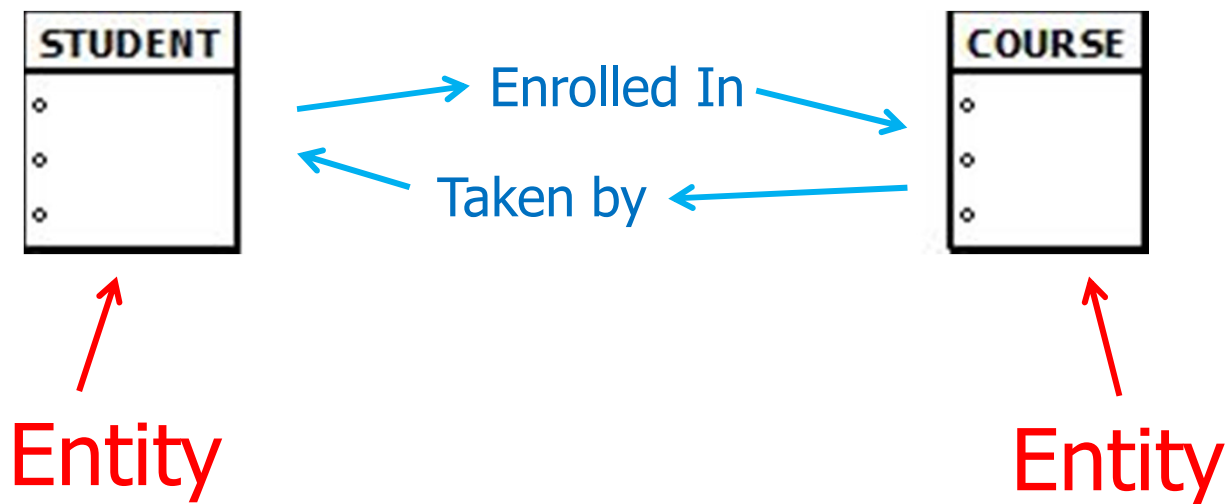 STUDENT
COURSE
Enrolled In
Taken by
Entity
Entity